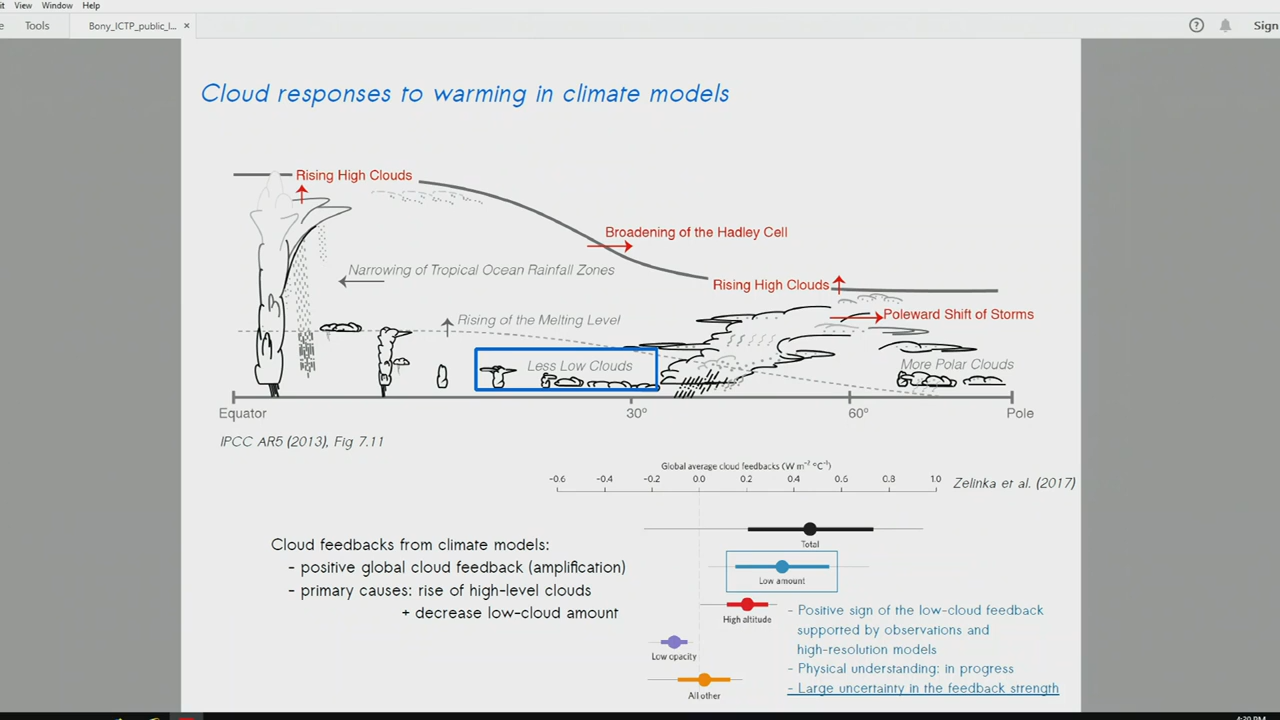 View Window Help
Tools Bony_ICTP_public_l... × Sign
Cloud responses to warming in climate models
Rising High Clouds
Broadening of the Hadley Cell
Narrowing of Tropical Ocean Rainfall Zones
Rising High Clouds
Poleward Shift of Storms
Rising of the Melting Level
Less Low Clouds
More Polar Clouds
Equator 30º 60º Pole
IPCC AR5 (2013), Fig 7.11
Global average cloud feedbacks (W m⁻² °C⁻¹)
-0.6 -0.4 -0.2 0.0 0.2 0.4 0.6 0.8 1.0
Zelinka et al. (2017)
Total
Low amount
High altitude
Low opacity
All other
Cloud feedbacks from climate models:
- positive global cloud feedback (amplification)
- primary causes: rise of high-level clouds
+ decrease low-cloud amount
- Positive sign of the low-cloud feedback
supported by observations and
high-resolution models
- Physical understanding: in progress
- Large uncertainty in the feedback strength